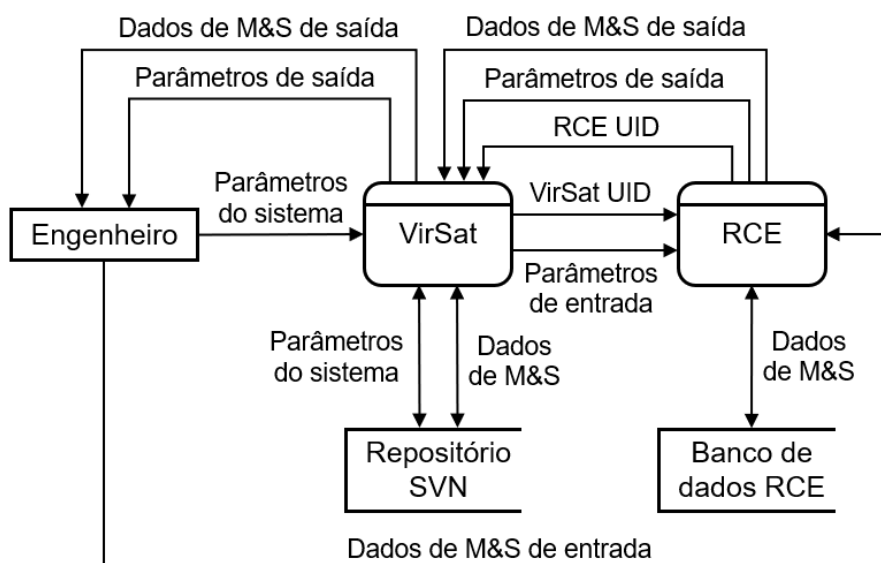 Dados de M&S de saída
Dados de M&S de saída
Parâmetros de saída
Parâmetros de saída
RCE UID
Parâmetros
do sistema
VirSat UID
Engenheiro
VirSat
RCE
Parâmetros
de entrada
Parâmetros
do sistema
Dados
de M&S
Dados
de M&S
Repositório
SVN
Banco de
dados RCE
Dados de M&S de entrada